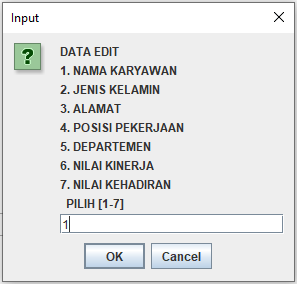 Input
DATA EDIT
1. NAMA KARYAWAN
2. JENIS KELAMIN
3. ALAMAT
4. POSISI PEKERJAAN
5. DEPARTEMEN
6. NILAI KINERJA
7. NILAI KEHADIRAN
PILIH [1-7]
1
OK Cancel